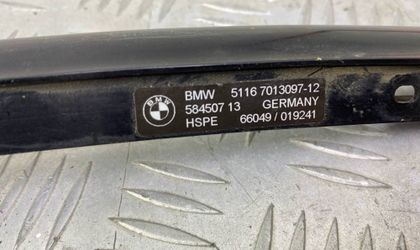 BMW 5116 7013097-12
584507 13 GERMANY
HSPE 66049 / 019241